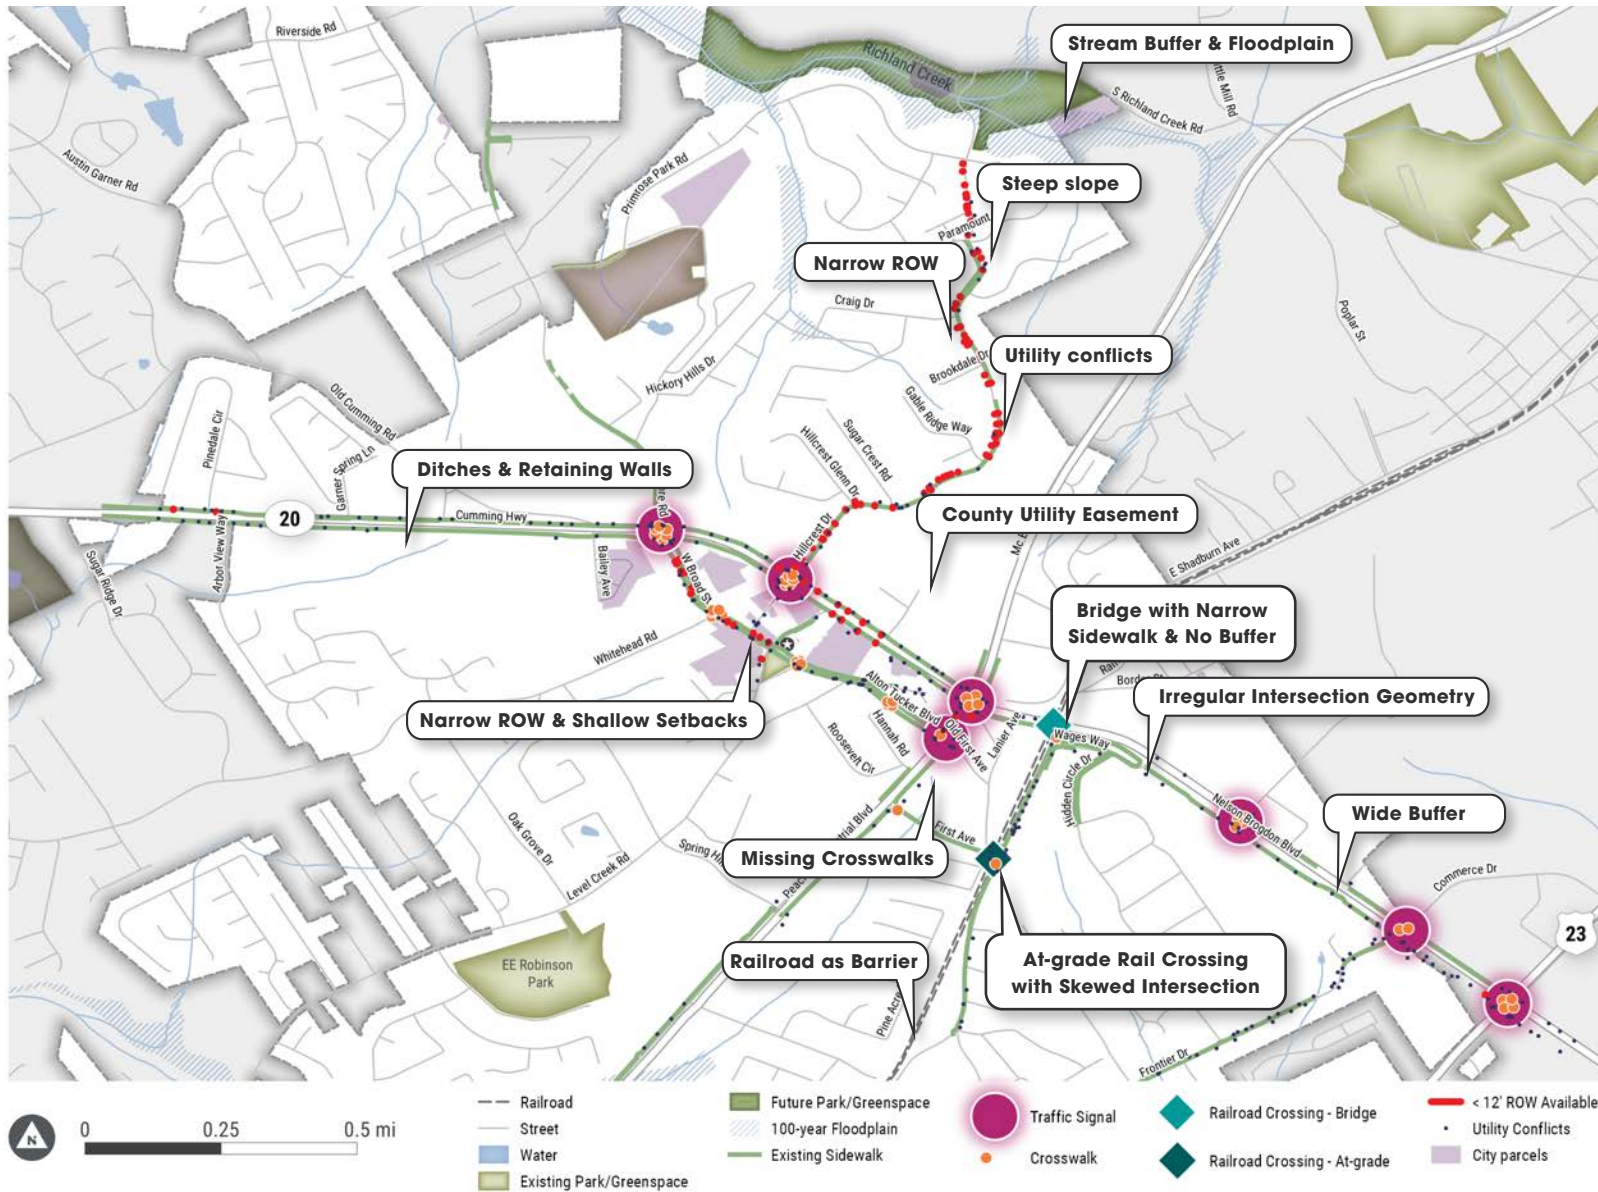 Riverside Rd
Stream Buffer & Floodplain
Richland Creek
S Richland Creek Rd
Austin Garner Rd
Primrose Park Rd
Steep slope
Paramount
Narrow ROW
Craig Dr
Poplar St
Utility conflicts
Brookdale Dr
Hickory Hills Dr
Gable Ridge Way
Old Cumming Rd
Pinedale Cir
Sugar Crest Rd
Hillcrest Glenn Dr
Garner
Spring Ln
Ditches & Retaining Walls
20
Cumming Hwy
Hillcrest Dr
County Utility Easement
E Shadburn Ave
Sugar Ridge Dr
Arbor View Way
Bailey Ave
W Broad St
Bridge with Narrow
Sidewalk & No Buffer
Whitehead Rd
Narrow ROW & Shallow Setbacks
Alton Tucker Blvd
Irregular Intersection Geometry
Roosevelt Cir
Hannah Rd
Old First Ave
Lanier Ave
Wages Way
Hidden Circle Dr
Nelson Brogdon Blvd
Wide Buffer
Oak Grove Dr
Level Creek Rd
First Ave
Missing Crosswalks
Commerce Dr
EE Robinson
Park
Railroad as Barrier
Pine Acre
At-grade Rail Crossing
with Skewed Intersection
23
Frontier Dr
N
0 0.25 0.5 mi
Railroad
Street
Water
Existing Park/Greenspace
Future Park/Greenspace
100-year Floodplain
Existing Sidewalk
Traffic Signal
Crosswalk
Railroad Crossing - Bridge
Railroad Crossing - At-grade
< 12' ROW Available
Utility Conflicts
City parcels